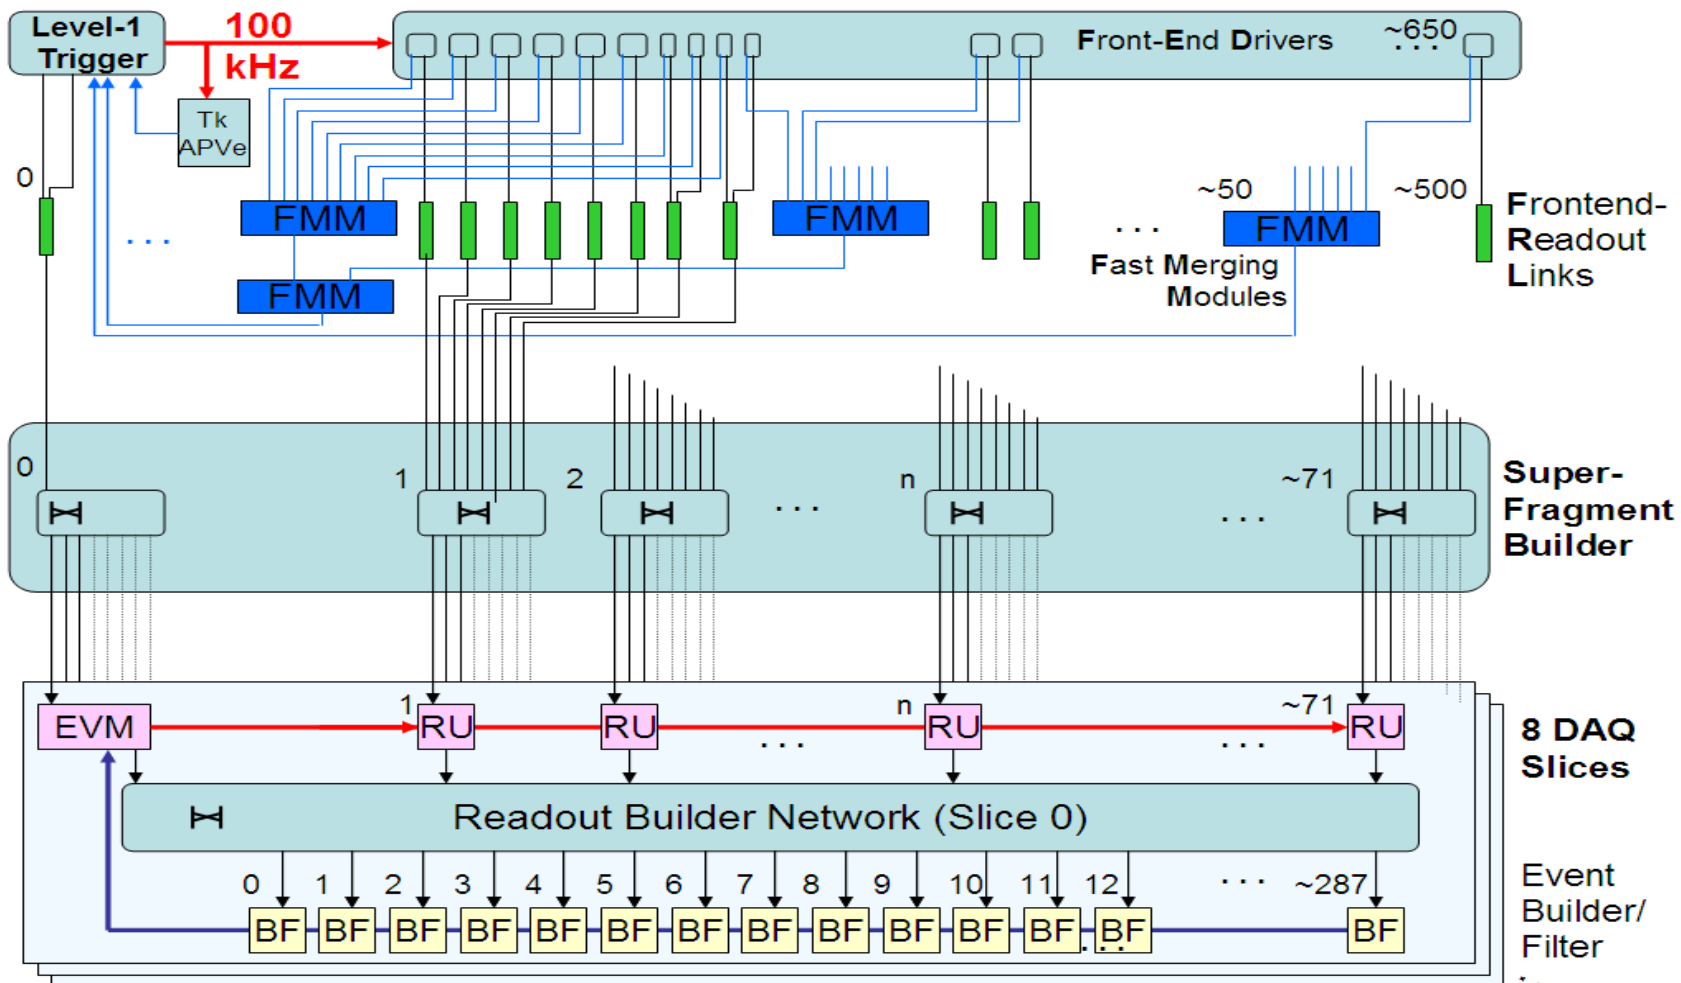 Level-1
Trigger
100
kHz
Front-End Drivers
~650
. . .
Tk
APVe
0
FMM
FMM
~50
FMM
~500
Frontend-
Readout
Links
. . .
. . .
Fast Merging
Modules
FMM
0
1
2
. . .
n
~71
. . .
Super-
Fragment
Builder
EVM
1
RU
RU
. . .
n
RU
~71
. . .
RU
8 DAQ
Slices
Readout Builder Network (Slice 0)
0 1 2 3 4 5 6 7 8 9 10 11 12 . . . ~287
BF BF BF BF BF BF BF BF BF BF BF BF BF . . . BF
Event
Builder/
Filter